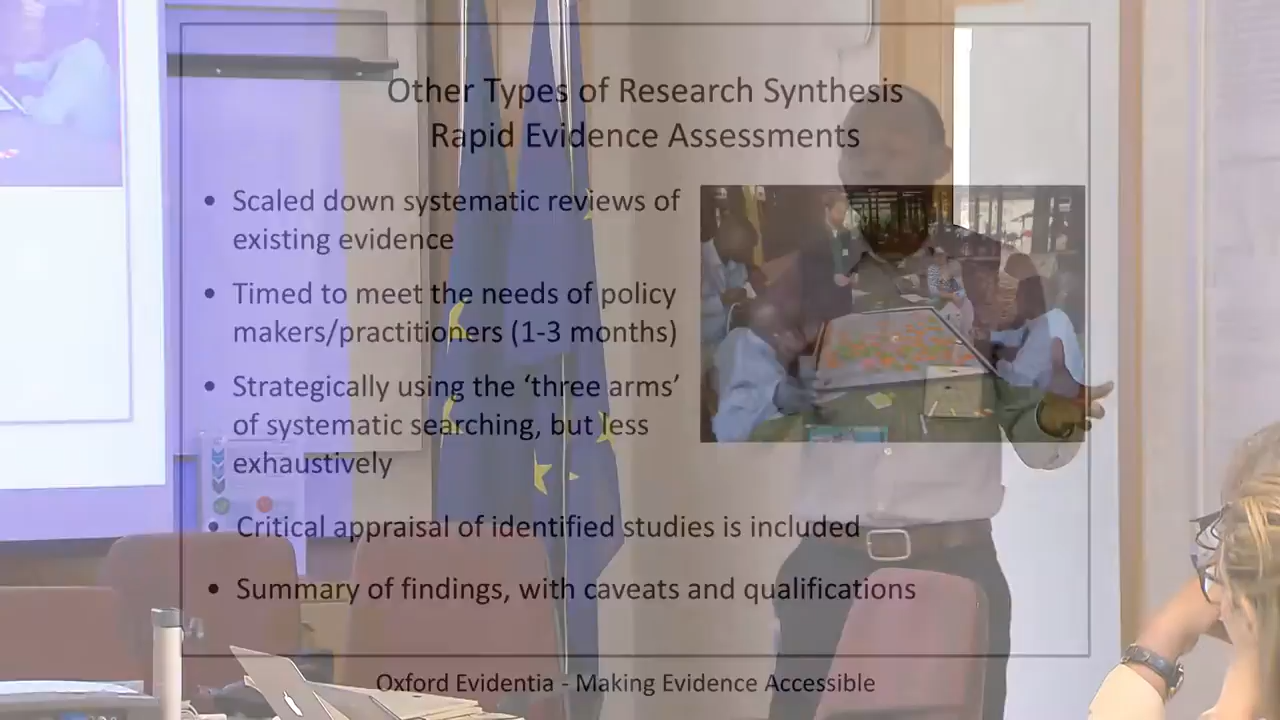 Other Types of Research Synthesis
Rapid Evidence Assessments
• Scaled down systematic reviews of
existing evidence
• Timed to meet the needs of policy
makers/practitioners (1-3 months)
• Strategically using the ‘three arms’
of systematic searching, but less
exhaustively
• Critical appraisal of identified studies is included
• Summary of findings, with caveats and qualifications
Oxford Evidentia - Making Evidence Accessible